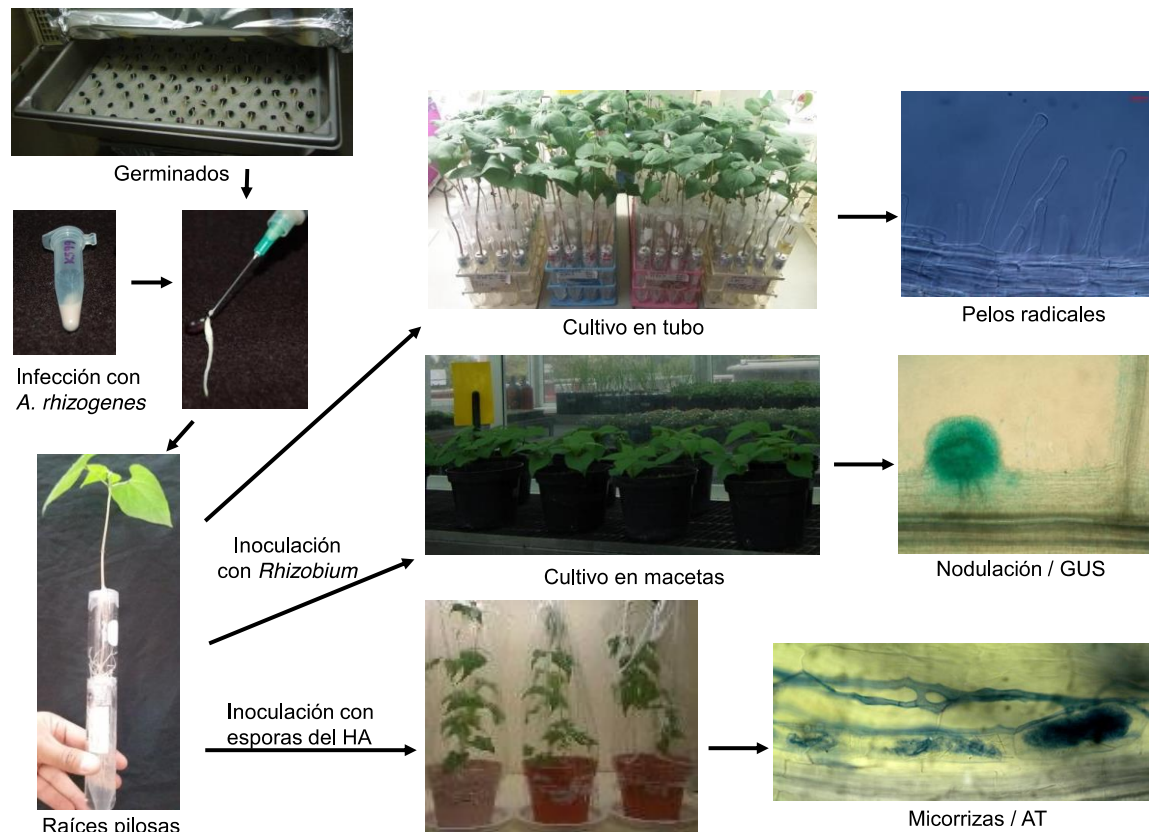 Germinados
Infección con
A. rhizogenes
Raíces pilosas
Inoculación
con Rhizobium
Inoculación con
esporas del HA
Cultivo en tubo
Pelos radicales
Cultivo en macetas
Nodulación / GUS
Micorrizas / AT